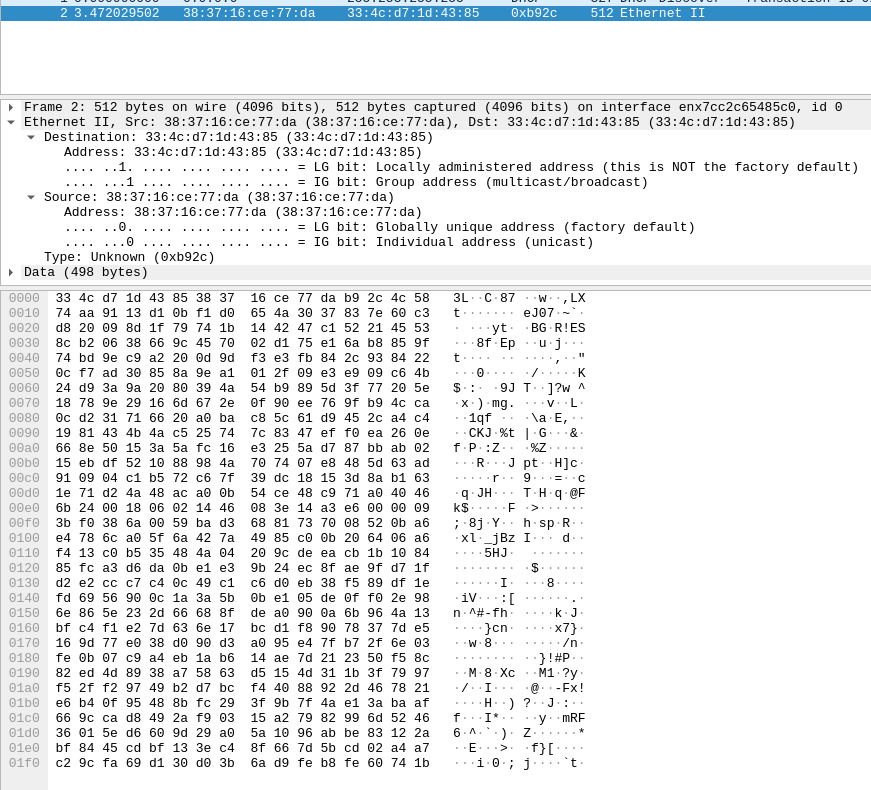 DHCP DHCP Discover - Transaction ID
2 3.472029502 38:37:16:ce:77:da 33:4c:d7:1d:43:85 0xb92c 512 Ethernet II
Frame 2: 512 bytes on wire (4096 bits), 512 bytes captured (4096 bits) on interface enx7cc2c65485c0, id 0
Ethernet II, Src: 38:37:16:ce:77:da (38:37:16:ce:77:da), Dst: 33:4c:d7:1d:43:85 (33:4c:d7:1d:43:85)
Destination: 33:4c:d7:1d:43:85 (33:4c:d7:1d:43:85)
Address: 33:4c:d7:1d:43:85 (33:4c:d7:1d:43:85)
.... ..1. .... .... .... .... = LG bit: Locally administered address (this is NOT the factory default)
.... ...1 .... .... .... .... = IG bit: Group address (multicast/broadcast)
Source: 38:37:16:ce:77:da (38:37:16:ce:77:da)
Address: 38:37:16:ce:77:da (38:37:16:ce:77:da)
.... ..0. .... .... .... .... = LG bit: Globally unique address (factory default)
.... ...0 .... .... .... .... = IG bit: Individual address (unicast)
Type: Unknown (0xb92c)
Data (498 bytes)
0000 33 4c d7 1d 43 85 38 37 16 ce 77 da b9 2c 4c 58 3L··C·87 ··w··,LX
0010 74 aa 91 13 d1 0b f1 d0 65 4a 30 37 83 7e 60 c3 t······· eJ07·~`·
0020 d8 20 09 8d 1f 79 74 1b 14 42 47 c1 52 21 45 53 · ···yt· ·BG·R!ES
0030 8c b2 06 38 66 9c 45 70 02 d1 75 e1 6a b8 85 9f ···8f·Ep ··u·j···
0040 74 bd 9e c9 a2 20 0d 9d f3 e3 fb 84 2c 93 84 22 t···· ·· ····,··"
0050 0c f7 ad 30 85 8a 9e a1 01 2f 09 e3 e9 09 c6 4b ···0···· ·/·····K
0060 24 d9 3a 9a 20 80 39 4a 54 b9 89 5d 3f 77 20 5e $·:· ·9J T··]?w ^
0070 18 78 9e 29 16 6d 67 2e 0f 90 ee 76 9f b9 4c ca ·x·)·mg. ···v··L·
0080 0c d2 31 71 66 20 a0 ba c8 5c 61 d9 45 2c a4 c4 ··1qf ·· ·\a·E,··
0090 19 81 43 4b 4a c5 25 74 7c 83 47 ef f0 ea 26 0e ··CKJ·%t |·G···&·
00a0 66 8e 50 15 3a 5a fc 16 e3 25 5a d7 87 bb ab 02 f·P·:Z·· ·%Z·····
00b0 15 eb df 52 10 88 98 4a 70 74 07 e8 48 5d 63 ad ···R···J pt··H]c·
00c0 91 09 04 c1 b5 72 c6 7f 39 dc 18 15 3d 8a b1 63 ·····r·· 9···=··c
00d0 1e 71 d2 4a 48 ac a0 0b 54 ce 48 c9 71 a0 40 46 ·q·JH··· T·H·q·@F
00e0 6b 24 00 18 06 02 14 46 08 3e 14 a3 e6 00 00 09 k$·····F ·>······
00f0 3b f0 38 6a 00 59 ba d3 68 81 73 70 08 52 0b a6 ;·8j·Y·· h·sp·R··
0100 e4 78 6c a0 5f 6a 42 7a 49 85 c0 0b 20 64 06 a6 ·xl·_jBz I··· d··
0110 f4 13 c0 b5 35 48 4a 04 20 9c de ea cb 1b 10 84 ····5HJ· ·······
0120 85 fc a3 d6 da 0b e1 e3 9b 24 ec 8f ae 9f d7 1f ········ ·$······
0130 d2 e2 cc c7 c4 0c 49 c1 c6 d0 eb 38 f5 89 df 1e ······I· ···8····
0140 fd 69 56 90 0c 1a 3a 5b 0b e1 05 de 0f f0 2e 98 ·iV···:[ ······.·
0150 6e 86 5e 23 2d 66 68 8f de a0 90 0a 6b 96 4a 13 n·^#-fh· ····k·J·
0160 bf c4 f1 e2 7d 63 6e 17 bc d1 f8 90 78 37 7d e5 ····}cn· ····x7}·
0170 16 9d 77 e0 38 d0 90 d3 a0 95 e4 7f b7 2f 6e 03 ··w·8··· ·····/n·
0180 fe 0b 07 c9 a4 eb 1a b6 14 ae 7d 21 23 50 f5 8c ········ ··}!#P··
0190 82 ed 4d 89 38 a7 58 63 d5 15 4d 31 1b 3f 79 97 ··M·8·Xc ··M1·?y·
01a0 f5 2f f2 97 49 b2 d7 bc f4 40 88 92 2d 46 78 21 ·/··I··· ·@··-Fx!
01b0 e6 b4 0f 95 48 8b fc 29 3f 9b 7f 4a e1 3a ba af ····H··) ?··J·:··
01c0 66 9c ca d8 49 2a f9 03 15 a2 79 82 99 6d 52 46 f···I*·· ··y··mRF
01d0 36 01 5e d6 60 9d 29 a0 5a 10 96 ab be 83 12 2a 6·^·`·)· Z······*
01e0 bf 84 45 cd bf 13 3e c4 8f 66 7d 5b cd 02 a4 a7 ··E···>· ·f}[····
01f0 c2 9c fa 69 d1 30 d0 3b 6a d9 fe b8 fe 60 74 1b ···i·0·; j····`t·